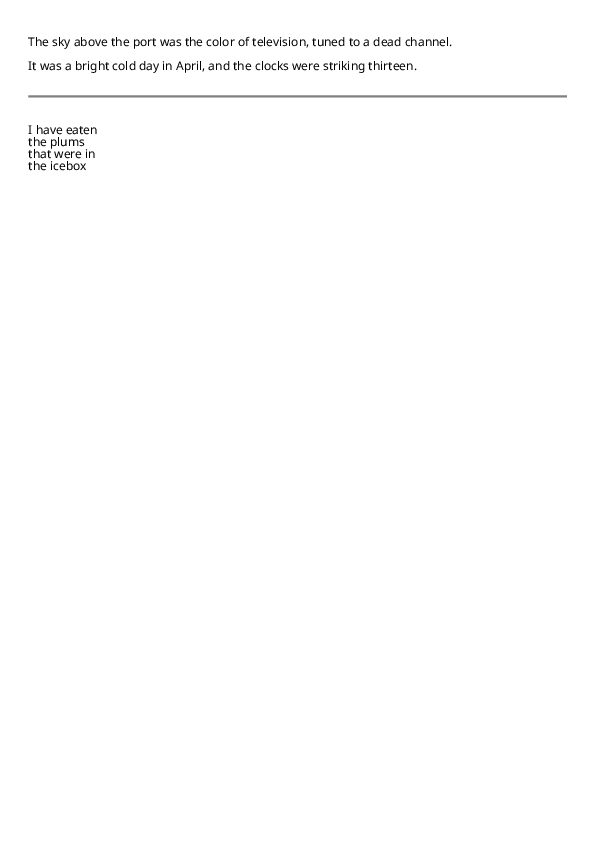 The sky above the port was the color of television, tuned to a dead channel.
It was a bright cold day in April, and the clocks were striking thirteen.
I have eaten
the plums
that were in
the icebox